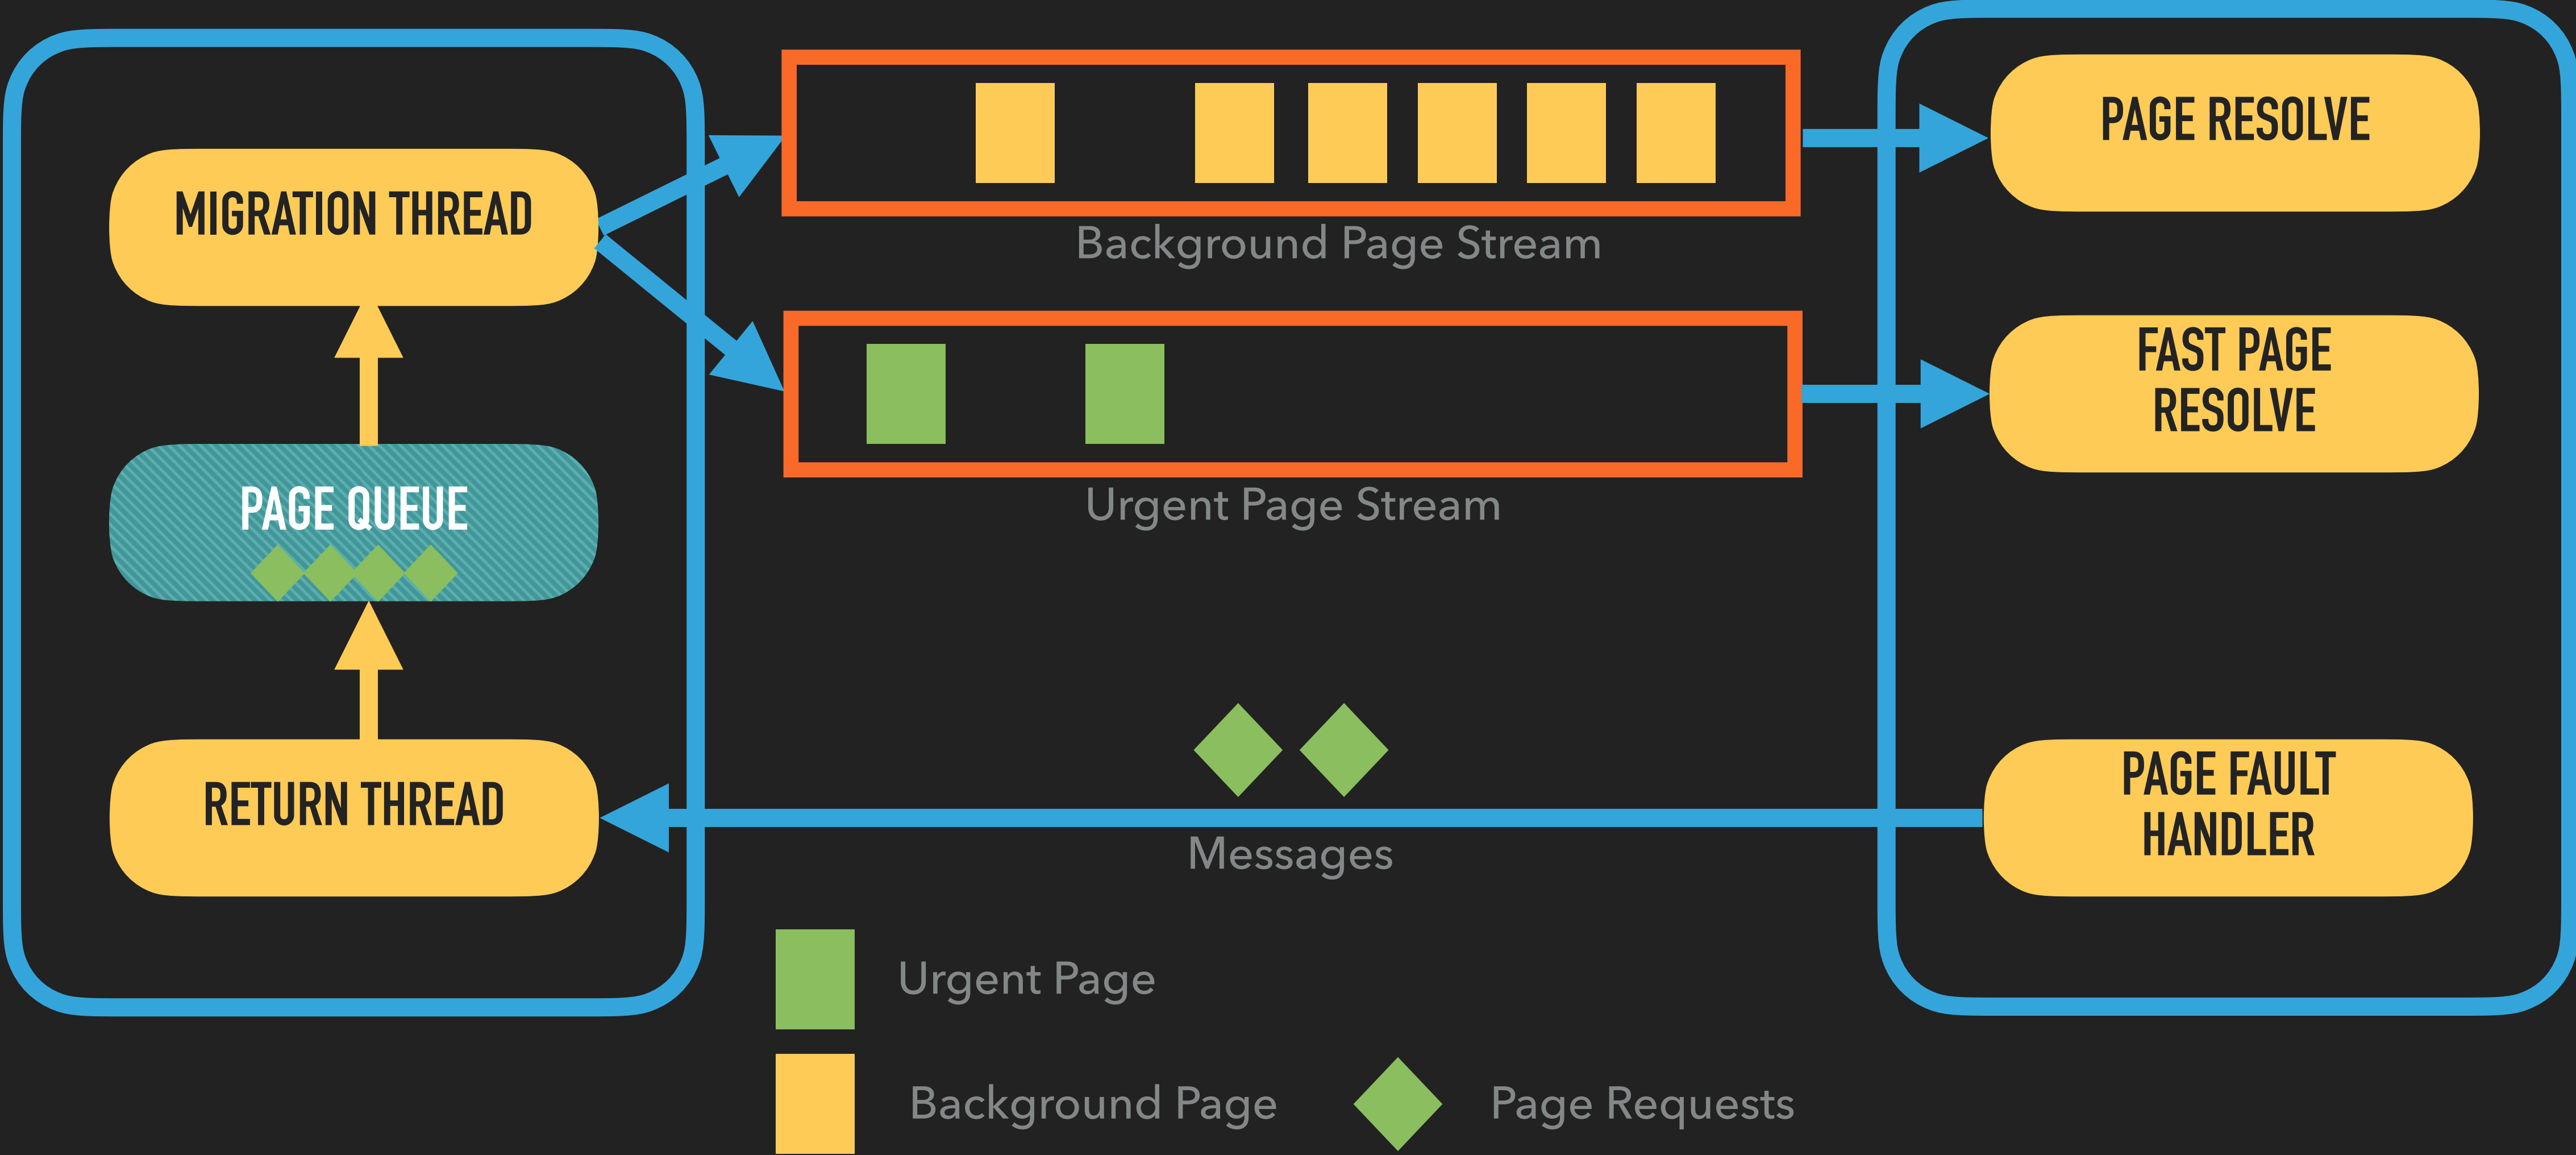 MIGRATION THREAD
PAGE QUEUE
RETURN THREAD
Background Page Stream
Urgent Page Stream
Messages
PAGE RESOLVE
FAST PAGE
RESOLVE
PAGE FAULT
HANDLER
Urgent Page
Background Page
Page Requests